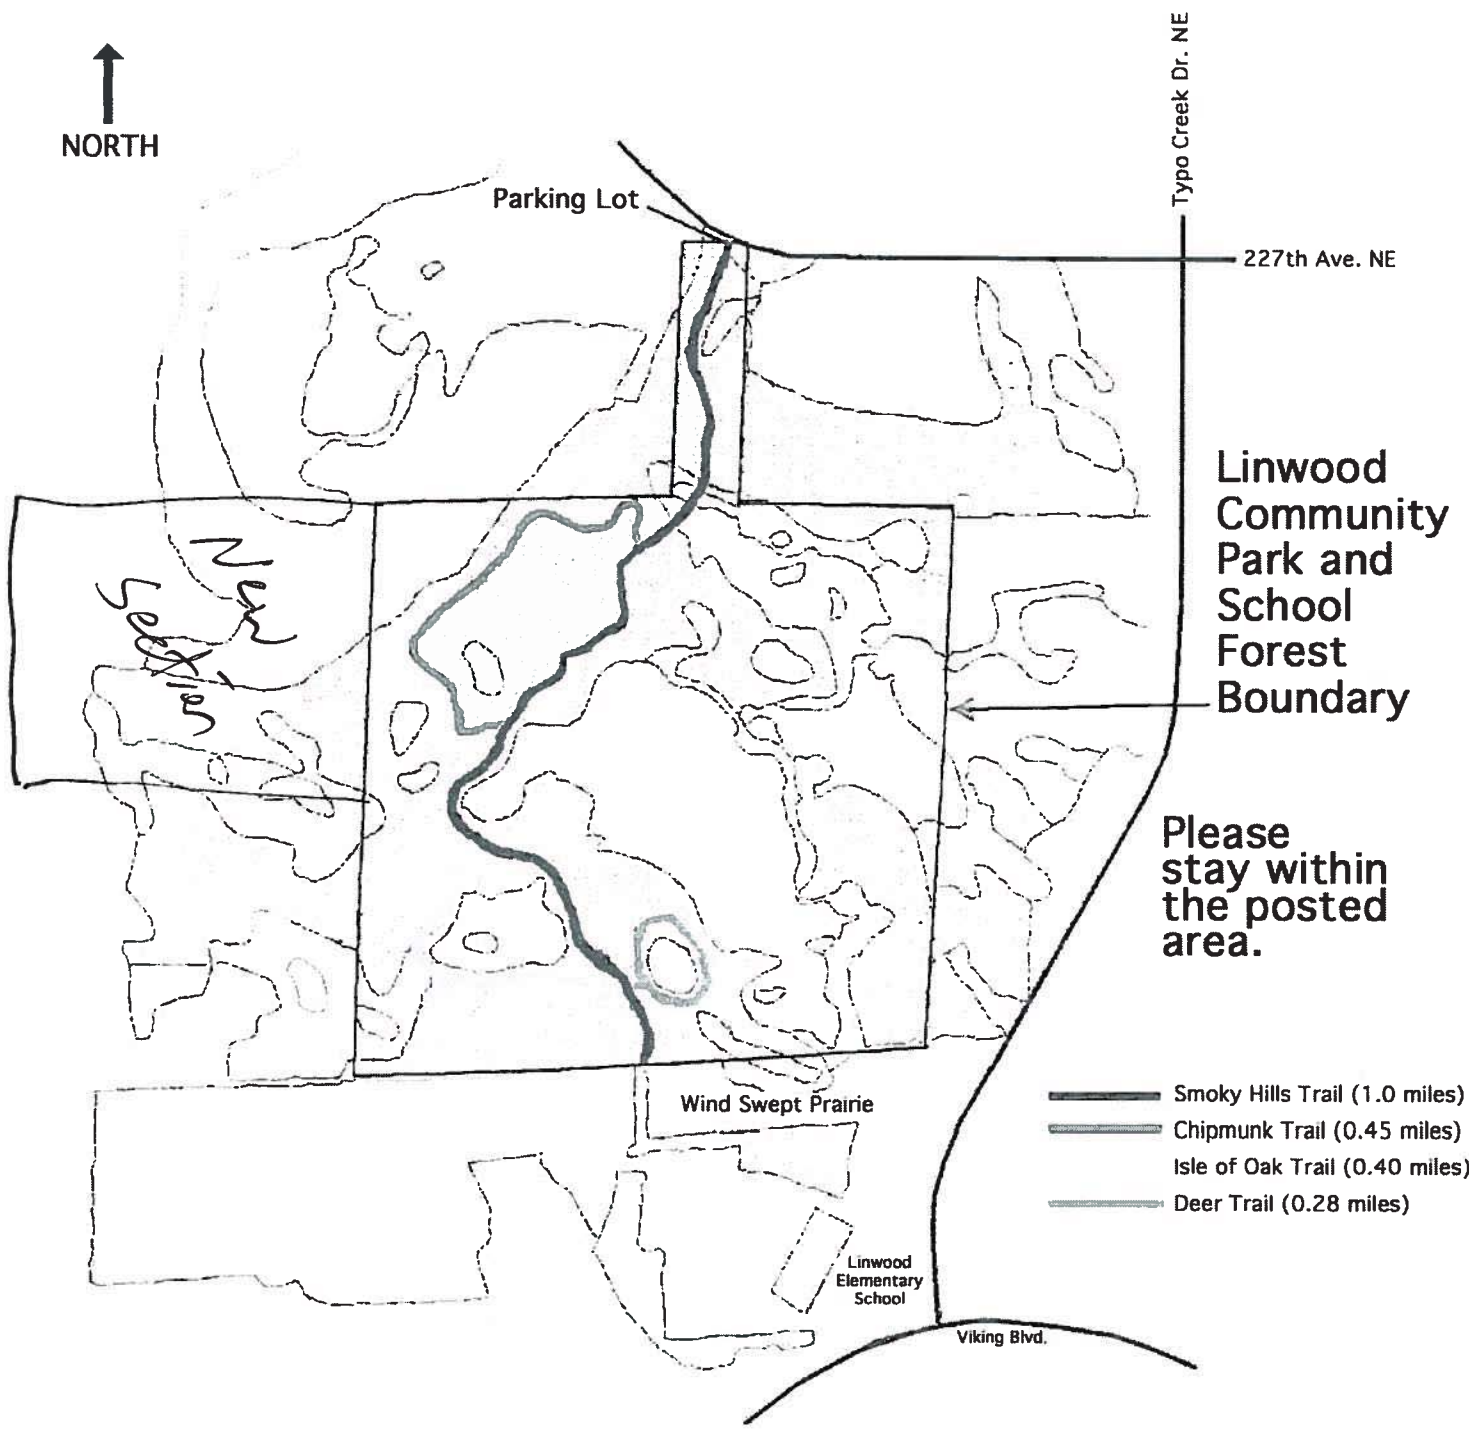 NORTH
Parking Lot
Typo Creek Dr. NE
227th Ave. NE
Linwood
Community
Park and
School
Forest
Boundary
New
Section
Please
stay within
the posted
area.
Wind Swept Prairie
Smoky Hills Trail (1.0 miles)
Chipmunk Trail (0.45 miles)
Isle of Oak Trail (0.40 miles)
Deer Trail (0.28 miles)
Linwood
Elementary
School
Viking Blvd.